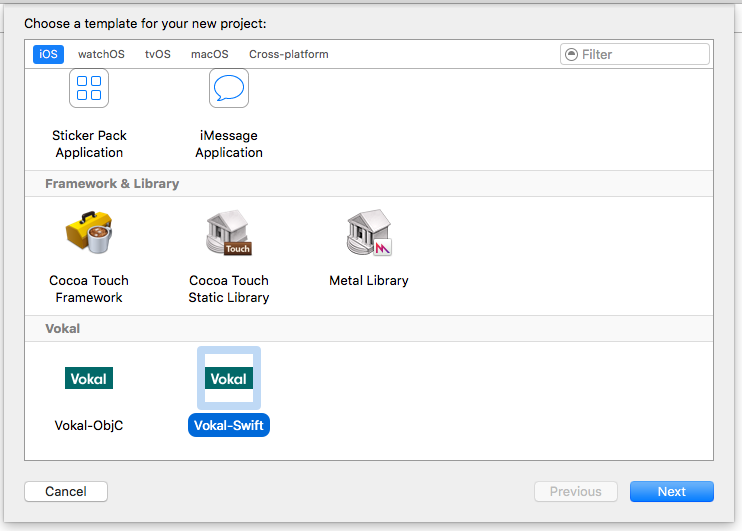 Choose a template for your new project:
iOS watchOS tvOS macOS Cross-platform Filter
Sticker Pack
Application
iMessage
Application
Framework & Library
Touch
Cocoa Touch
Framework
Cocoa Touch
Static Library
Metal Library
Vokal
Vokal
Vokal
Vokal-ObjC
Vokal-Swift
Cancel
Previous
Next